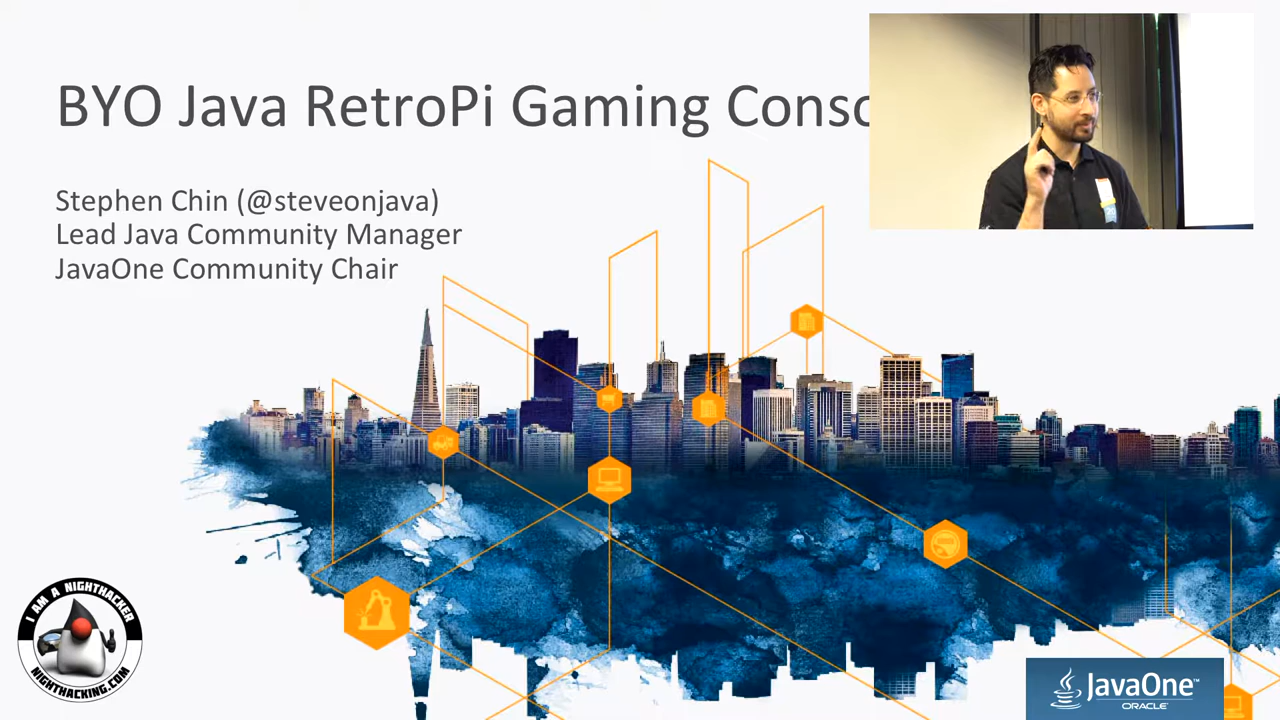 BYO Java RetroPi Gaming Conso
Stephen Chin (@steveonjava)
Lead Java Community Manager
JavaOne Community Chair
I AM A NIGHTHACKER
NIGHTHACKING.COM
JavaOne™
ORACLE®